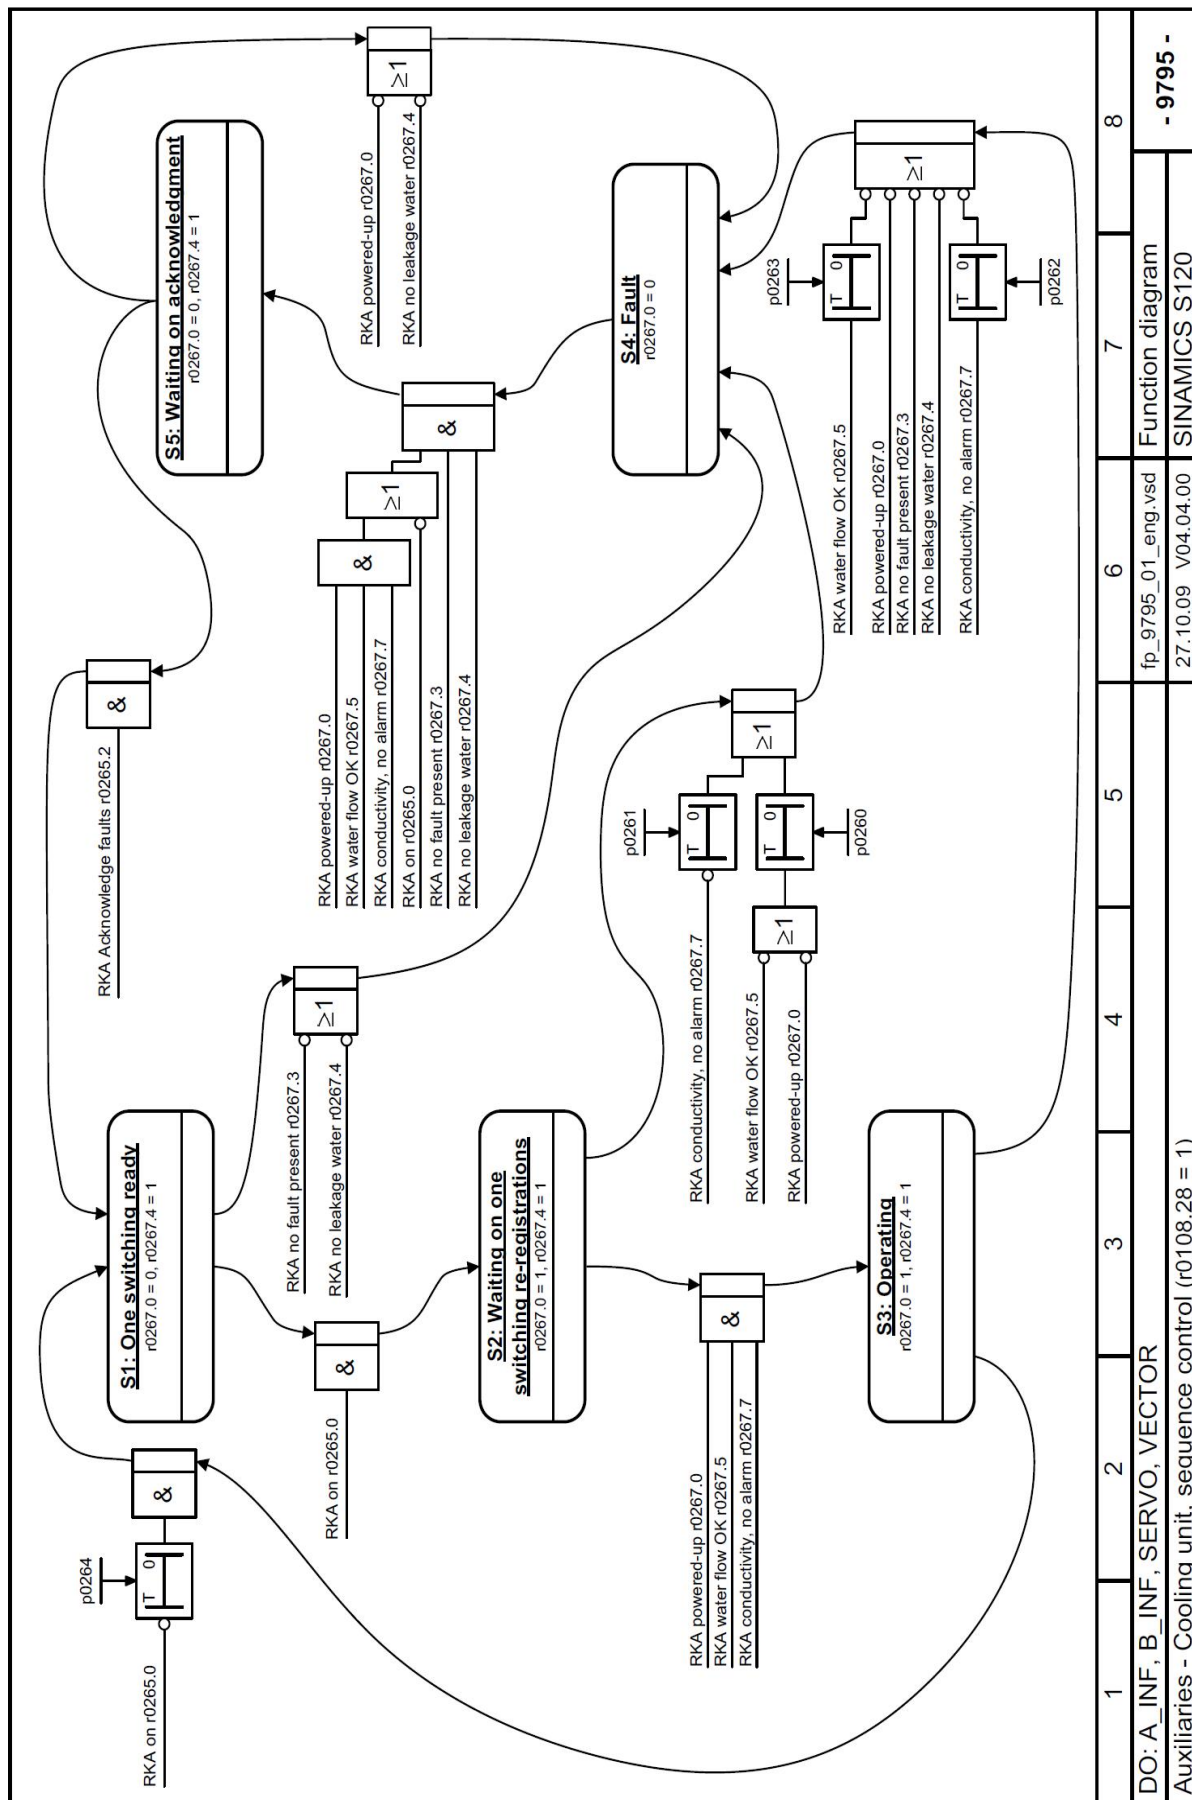 RKA on r0265.0
p0264
T 0
&
S1: One switching ready
r0267.0 = 0, r0267.4 = 1
RKA Acknowledge faults r0265.2
&
S5: Waiting on acknowledgment
r0267.0 = 0, r0267.4 = 1
RKA on r0265.0
&
RKA no fault present r0267.3
RKA no leakage water r0267.4
≥1
RKA powered-up r0267.0
RKA water flow OK r0267.5
RKA conductivity, no alarm r0267.7
RKA on r0265.0
RKA no fault present r0267.3
RKA no leakage water r0267.4
&
≥1
&
RKA powered-up r0267.0
RKA no leakage water r0267.4
≥1
S2: Waiting on one
switching re-registrations
r0267.0 = 1, r0267.4 = 1
S4: Fault
r0267.0 = 0
RKA conductivity, no alarm r0267.7
RKA water flow OK r0267.5
RKA powered-up r0267.0
≥1
p0261
T 0
T 0
p0260
≥1
RKA powered-up r0267.0
RKA water flow OK r0267.5
RKA conductivity, no alarm r0267.7
&
S3: Operating
r0267.0 = 1, r0267.4 = 1
RKA water flow OK r0267.5
RKA powered-up r0267.0
RKA no fault present r0267.3
RKA no leakage water r0267.4
RKA conductivity, no alarm r0267.7
p0263
T 0
T 0
p0262
≥1
1 2 3 4 5 6 7 8
DO: A_INF, B_INF, SERVO, VECTOR
fp_9795_01_eng.vsd
Function diagram
- 9795 -
Auxiliaries - Cooling unit, sequence control (r0108.28 = 1)
27.10.09 V04.04.00
SINAMICS S120